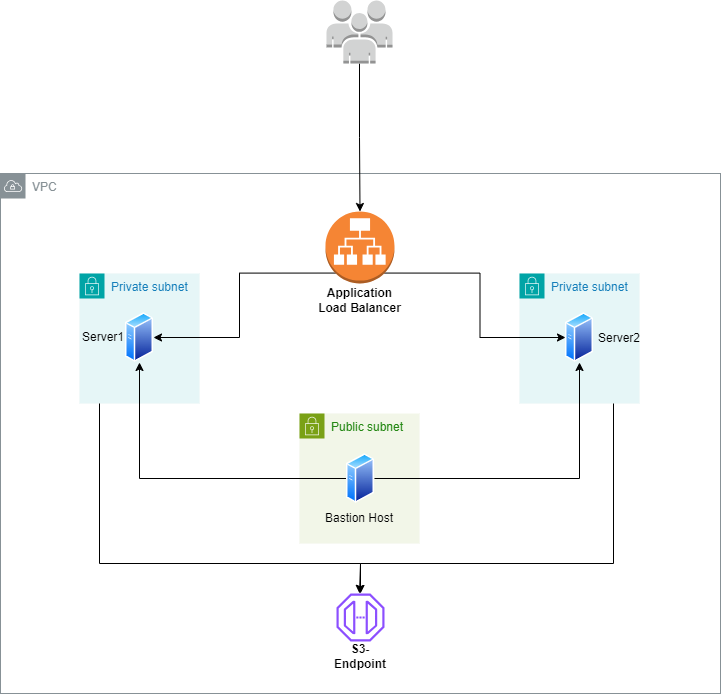 VPC
Application
Load Balancer
Private subnet
Server1
Private subnet
Server2
Public subnet
Bastion Host
S3-
Endpoint